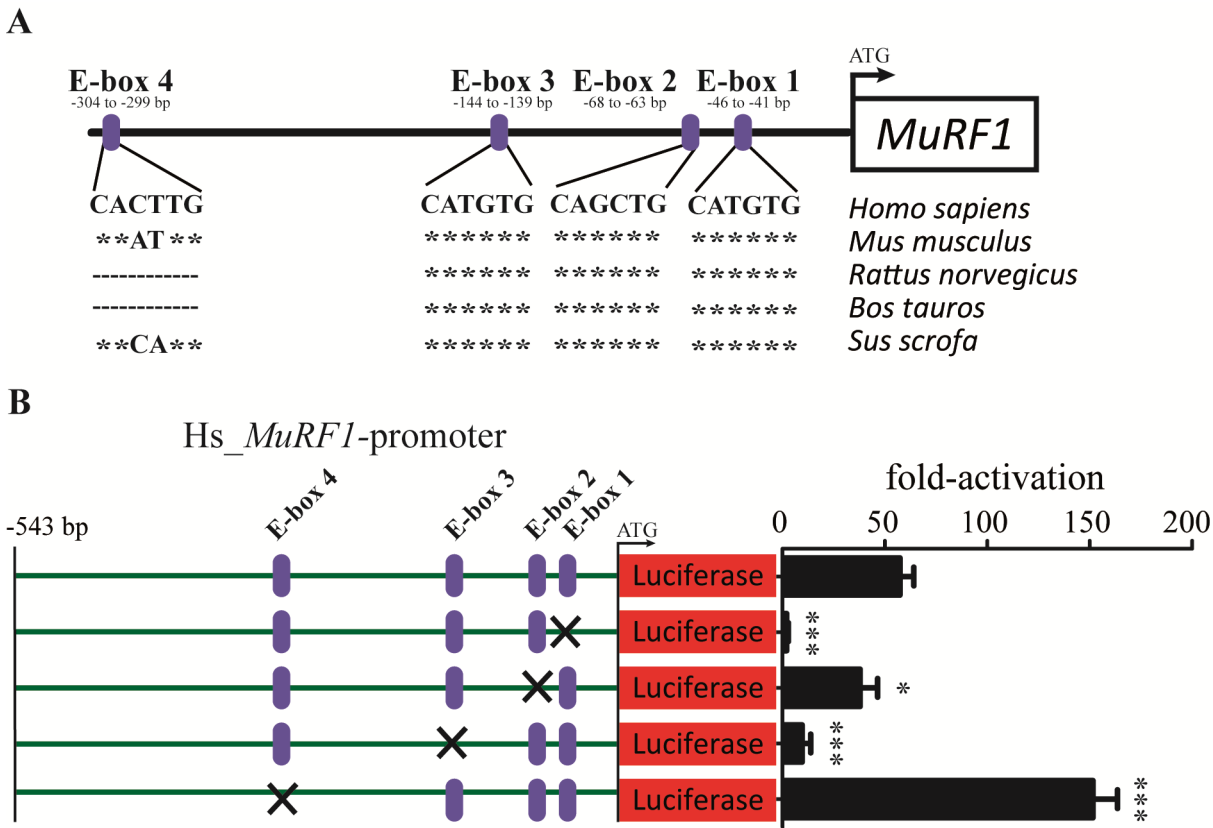 A
E-box 4 E-box 3 E-box 2 E-box 1 ATG
-304 to -299 bp -144 to -139 bp -68 to -63 bp -46 to -41 bp
MuRF1
CACTTG CATGTG CAGCTG CATGTG Homo sapiens
**AT** ****** ****** ****** Mus musculus
------------ ****** ****** ****** Rattus norvegicus
------------ ****** ****** ****** Bos tauros
**CA** ****** ****** ****** Sus scrofa
B
Hs_MuRF1-promoter
fold-activation
-543 bp E-box 4 E-box 3 E-box 2 E-box 1 ATG 0 50 100 150 200
Luciferase
Luciferase ***
Luciferase *
Luciferase ***
Luciferase ***